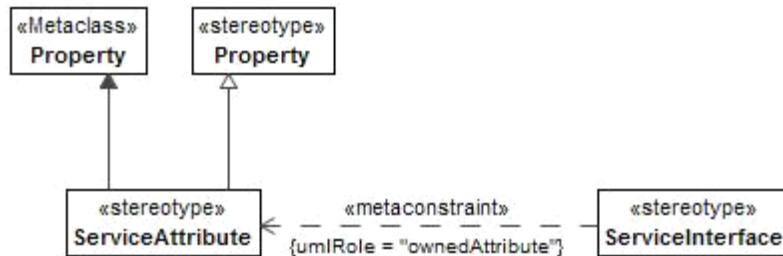 «Metaclass»
Property
«stereotype»
Property
«stereotype»
ServiceAttribute
«metaconstraint»
{umlRole = "ownedAttribute"}
«stereotype»
ServiceInterface